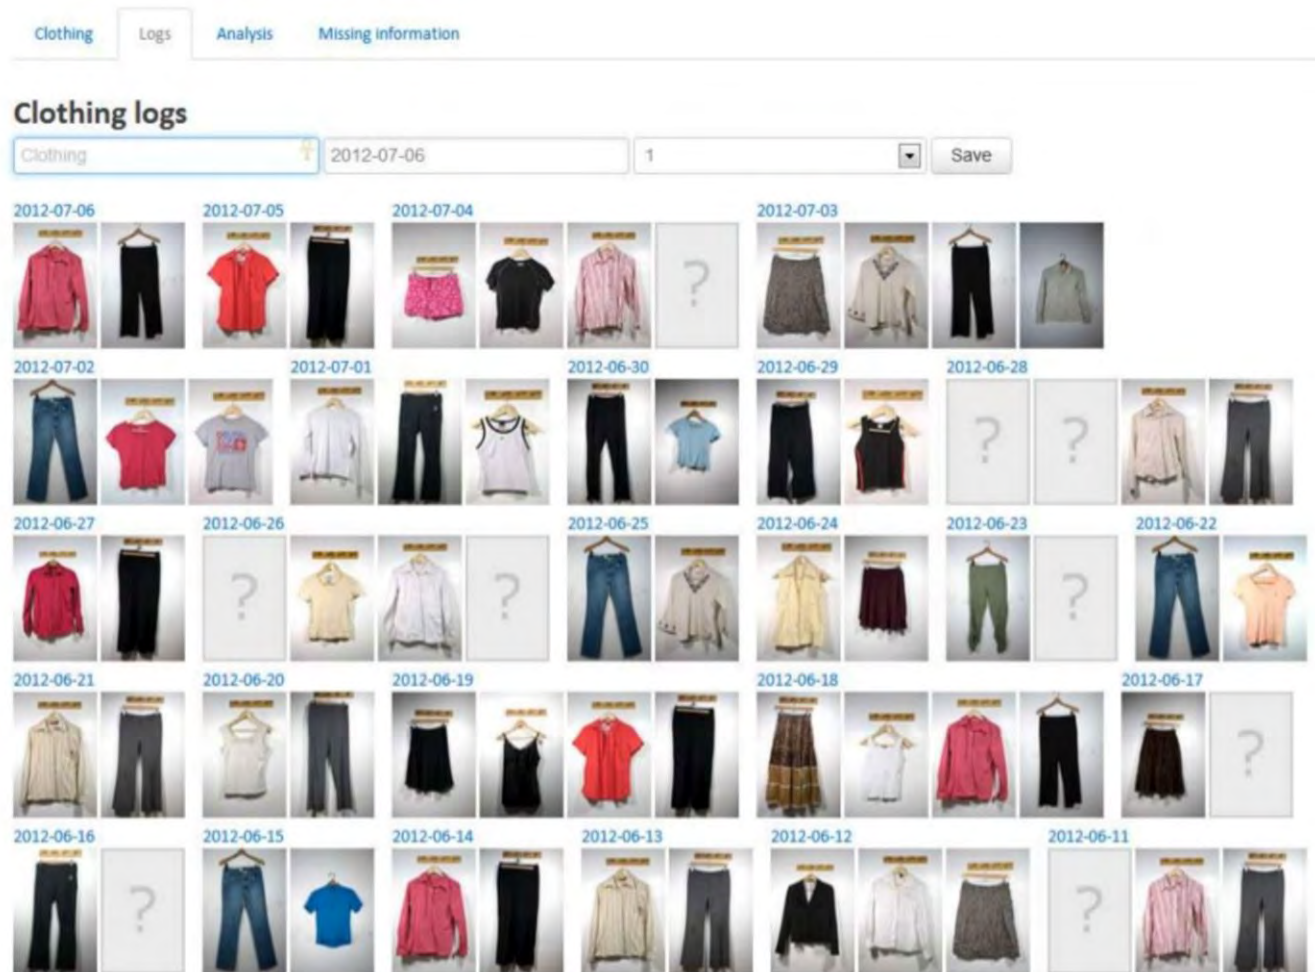 Clothing Logs Analysis Missing information
Clothing logs
Clothing 2012-07-06 1 Save
2012-07-06 2012-07-05 2012-07-04 2012-07-03
?
2012-07-02 2012-07-01 2012-06-30 2012-06-29 2012-06-28
? ?
2012-06-27 2012-06-26 2012-06-25 2012-06-24 2012-06-23 2012-06-22
? ? ?
2012-06-21 2012-06-20 2012-06-19 2012-06-18 2012-06-17
?
2012-06-16 2012-06-15 2012-06-14 2012-06-13 2012-06-12 2012-06-11
? ?